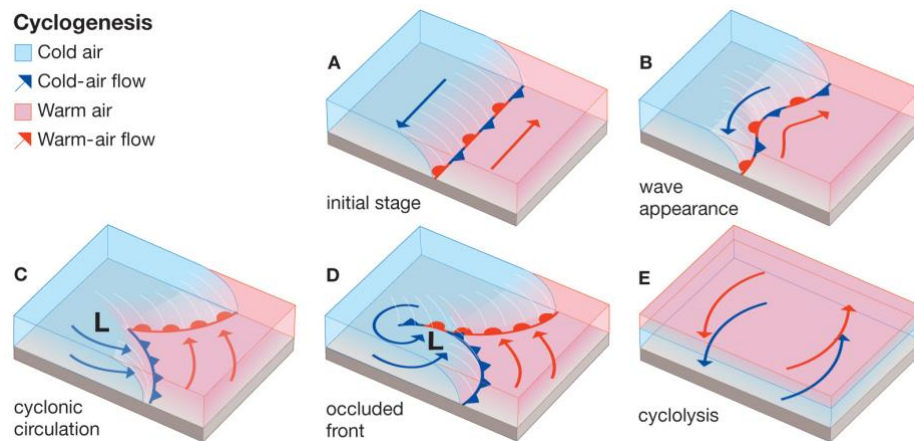 Cyclogenesis
Cold air
Cold-air flow
Warm air
Warm-air flow
A
initial stage
B
wave
appearance
C
L
cyclonic
circulation
D
L
occluded
front
E
cyclolysis